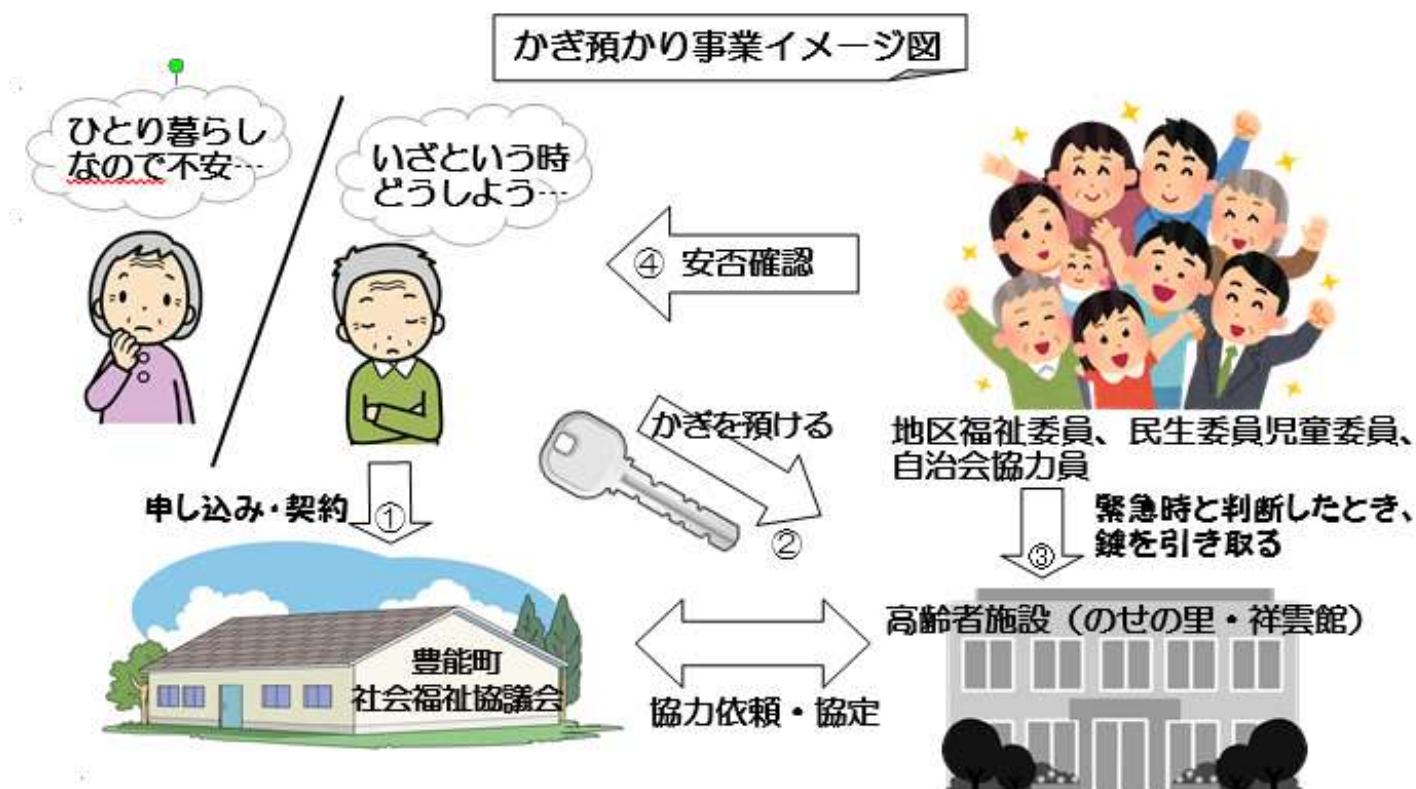 かぎ預かり事業イメージ図
ひとり暮らし
なので不安…
いざという時
どうしよう…
④ 安否確認
かぎを預ける
②
地区福祉委員、民生委員児童委員、
自治会協力員
申し込み・契約
①
緊急時と判断したとき、
鍵を引き取る
③
豊能町
社会福祉協議会
協力依頼・協定
高齢者施設（のせの里・祥雲館）